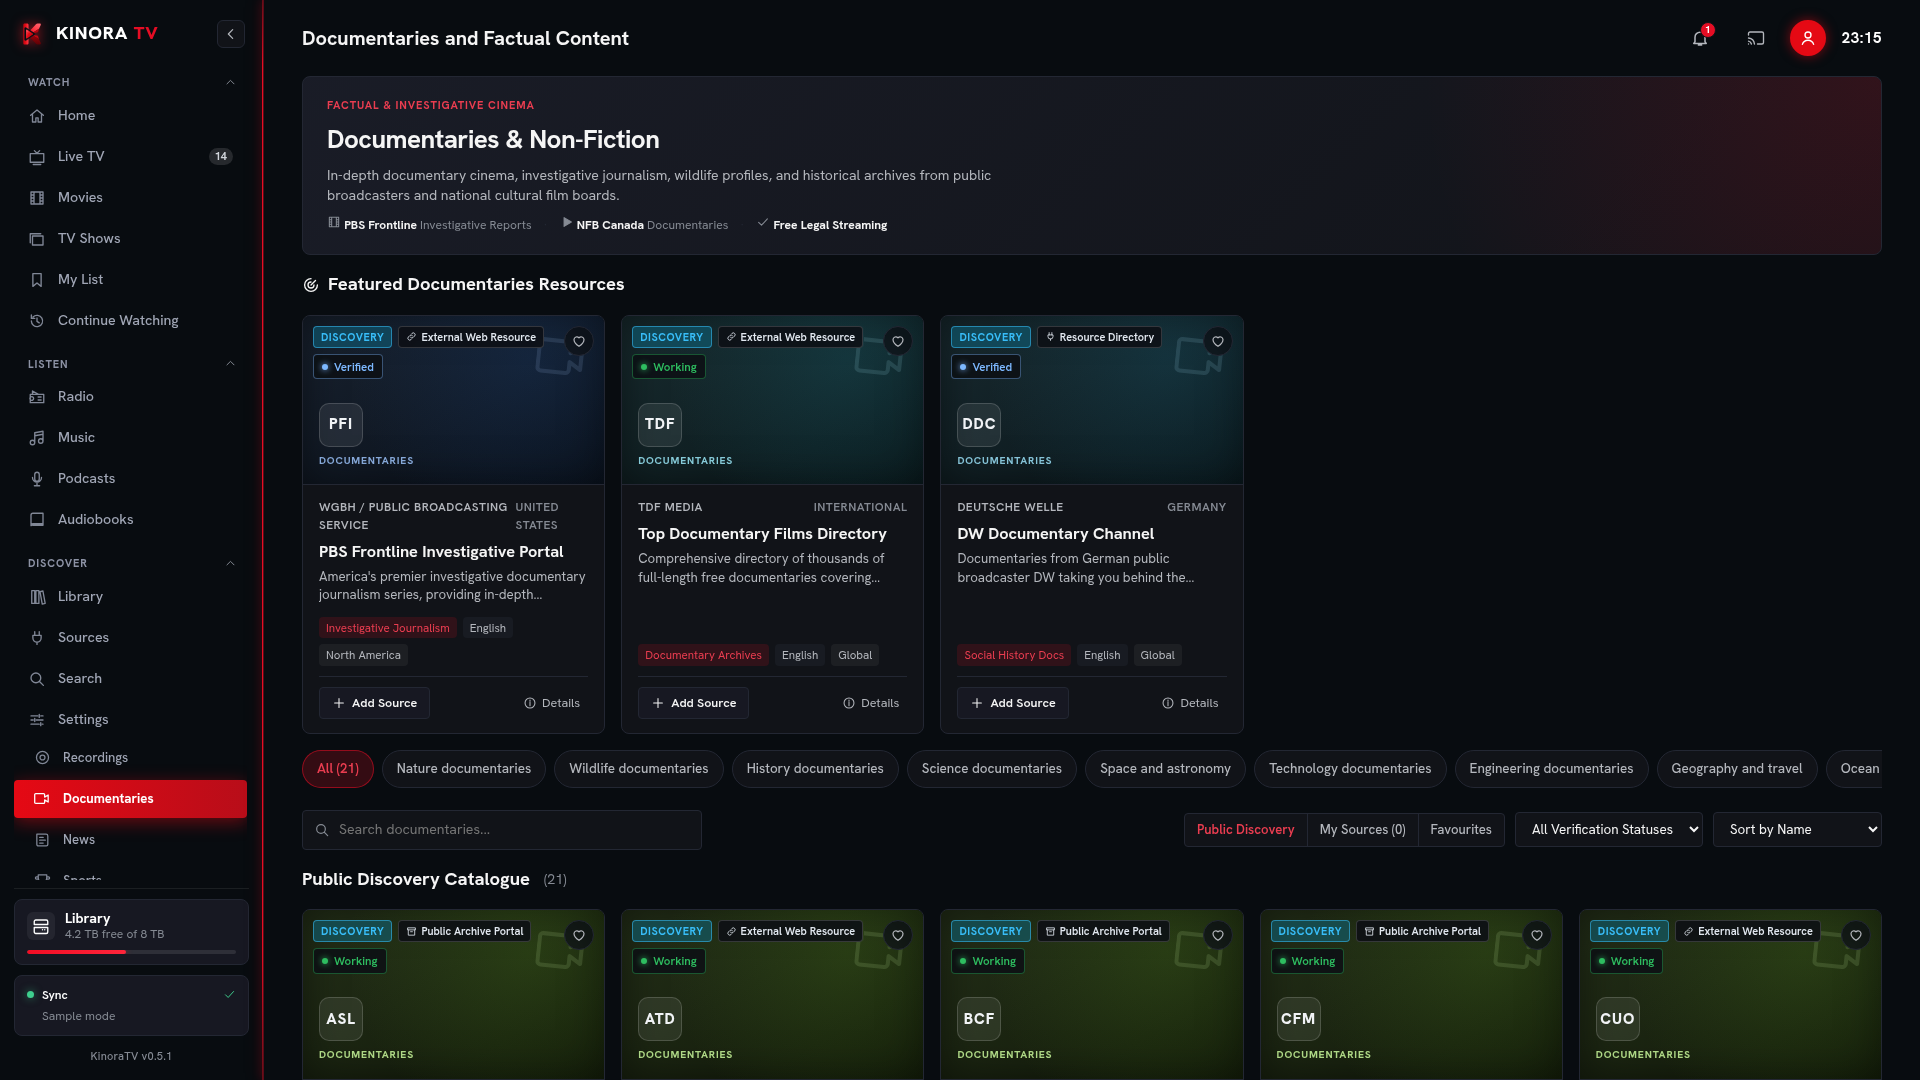 KINORA TV
WATCH
Home
Live TV
14
Movies
TV Shows
My List
Continue Watching
LISTEN
Radio
Music
Podcasts
Audiobooks
DISCOVER
Library
Sources
Search
Settings
Recordings
Documentaries
News
Sports
Library
4.2 TB free of 8 TB
Sync
Sample mode
KinoraTV v0.5.1
Documentaries and Factual Content
1
23:15
FACTUAL & INVESTIGATIVE CINEMA
Documentaries & Non-Fiction
In-depth documentary cinema, investigative journalism, wildlife profiles, and historical archives from public
broadcasters and national cultural film boards.
PBS Frontline Investigative Reports
NFB Canada Documentaries
Free Legal Streaming
Featured Documentaries Resources
DISCOVERY
External Web Resource
Verified
PFI
DOCUMENTARIES
WGBH / PUBLIC BROADCASTING
SERVICE
UNITED
STATES
PBS Frontline Investigative Portal
America's premier investigative documentary
journalism series, providing in-depth...
Investigative Journalism
English
North America
Add Source
Details
DISCOVERY
External Web Resource
Working
TDF
DOCUMENTARIES
TDF MEDIA
INTERNATIONAL
Top Documentary Films Directory
Comprehensive directory of thousands of
full-length free documentaries covering...
Documentary Archives
English
Global
Add Source
Details
DISCOVERY
Resource Directory
Verified
DDC
DOCUMENTARIES
DEUTSCHE WELLE
GERMANY
DW Documentary Channel
Documentaries from German public
broadcaster DW taking you behind the...
Social History Docs
English
Global
Add Source
Details
All (21)
Nature documentaries
Wildlife documentaries
History documentaries
Science documentaries
Space and astronomy
Technology documentaries
Engineering documentaries
Geography and travel
Ocean
Search documentaries...
Public Discovery
My Sources (0)
Favourites
All Verification Statuses
Sort by Name
Public Discovery Catalogue (21)
DISCOVERY
Public Archive Portal
Working
ASL
DOCUMENTARIES
DISCOVERY
External Web Resource
Working
ATD
DOCUMENTARIES
DISCOVERY
Public Archive Portal
Working
BCF
DOCUMENTARIES
DISCOVERY
Public Archive Portal
Working
CFM
DOCUMENTARIES
DISCOVERY
External Web Resource
Working
CUO
DOCUMENTARIES